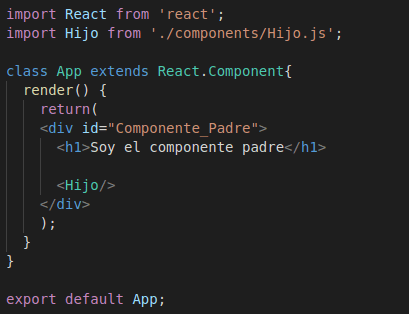 import React from 'react';
import Hijo from './components/Hijo.js';
class App extends React.Component{
render() {
return(
<div id="Componente_Padre">
<h1>Soy el componente padre</h1>
<Hijo/>
</div>
);
}
}
export default App;